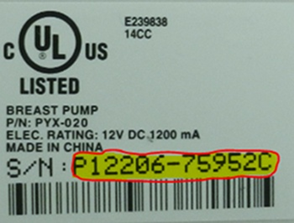 E239838
14CC
C UL US
LISTED
BREAST PUMP
P/N: PYX-020
ELEC. RATING: 12V DC 1200 mA
MADE IN CHINA
S/N : P12206-75952C